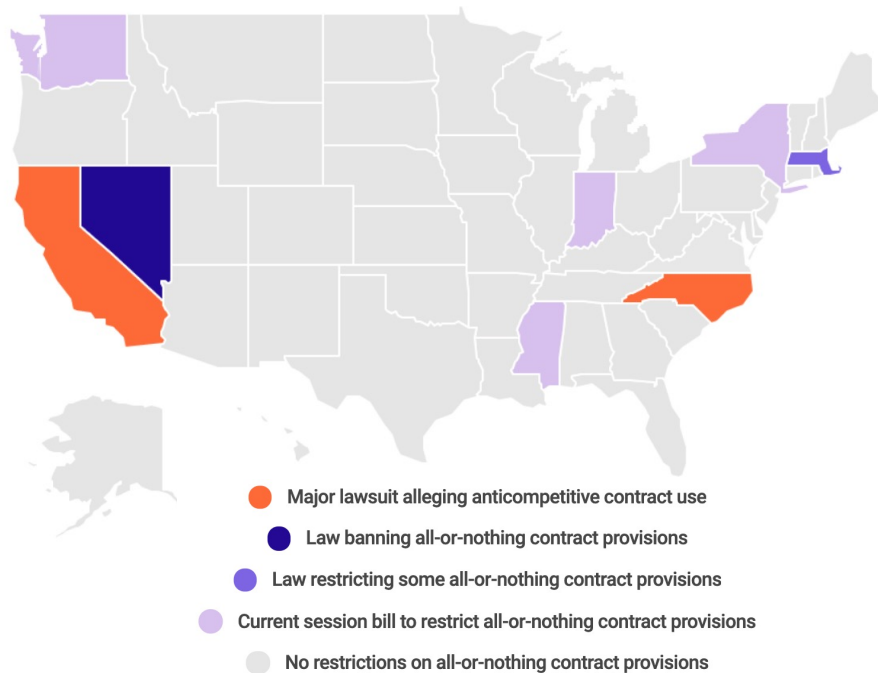 Major lawsuit alleging anticompetitive contract use
Law banning all-or-nothing contract provisions
Law restricting some all-or-nothing contract provisions
Current session bill to restrict all-or-nothing contract provisions
No restrictions on all-or-nothing contract provisions